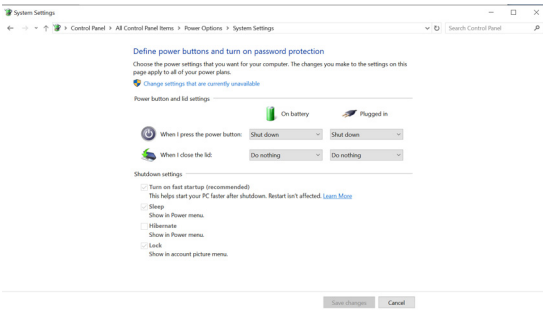 System Settings
Control Panel > All Control Panel Items > Power Options > System Settings
Search Control Panel
Define power buttons and turn on password protection
Choose the power settings that you want for your computer. The changes you make to the settings on this
page apply to all of your power plans.
Change settings that are currently unavailable
Power button and lid settings
On battery Plugged in
When I press the power button: Shut down Shut down
When I close the lid: Do nothing Do nothing
Shutdown settings
Turn on fast startup (recommended)
This helps start your PC faster after shutdown. Restart isn't affected. Learn More
Sleep
Show in Power menu.
Hibernate
Show in Power menu.
Lock
Show in account picture menu.
Save changes Cancel